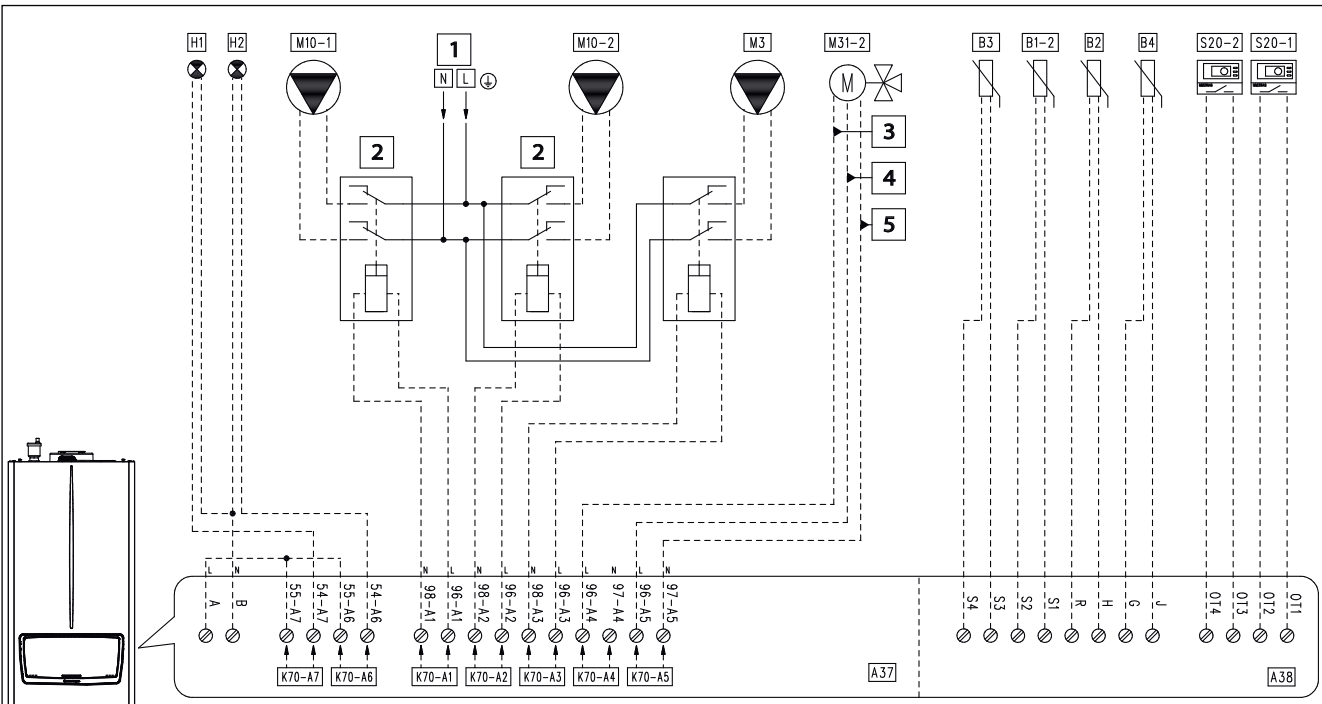 H1 H2 M10-1 1 M10-2 M3 M31-2 B3 B1-2 B2 B4 S20-2 S20-1
N L
M
3
2 2
4
5
L N N L N L N L L N L N
A B 55-A7 54-A7 55-A6 54-A6 98-A1 96-A1 98-A2 96-A2 98-A3 96-A3 96-A4 97-A4 96-A5 97-A5 S4 S3 S2 S1 R H G J OT4 OT3 OT2 OT1
K70-A7 K70-A6 K70-A1 K70-A2 K70-A3 K70-A4 K70-A5 A37 A38